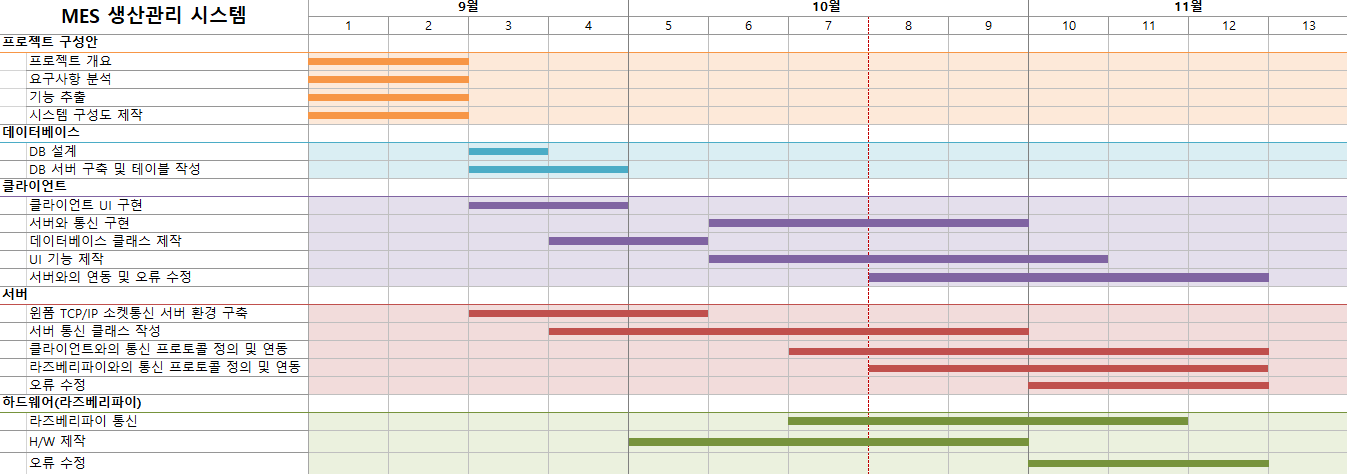 MES 생산관리 시스템
9월 10월 11월
1 2 3 4 5 6 7 8 9 10 11 12 13
프로젝트 구성안
프로젝트 개요
요구사항 분석
기능 추출
시스템 구성도 제작
데이터베이스
DB 설계
DB 서버 구축 및 테이블 작성
클라이언트
클라이언트 UI 구현
서버와 통신 구현
데이터베이스 클래스 제작
UI 기능 제작
서버와의 연동 및 오류 수정
서버
윈폼 TCP/IP 소켓통신 서버 환경 구축
서버 통신 클래스 작성
클라이언트와의 통신 프로토콜 정의 및 연동
라즈베리파이와의 통신 프로토콜 정의 및 연동
오류 수정
하드웨어(라즈베리파이)
라즈베리파이 통신
H/W 제작
오류 수정